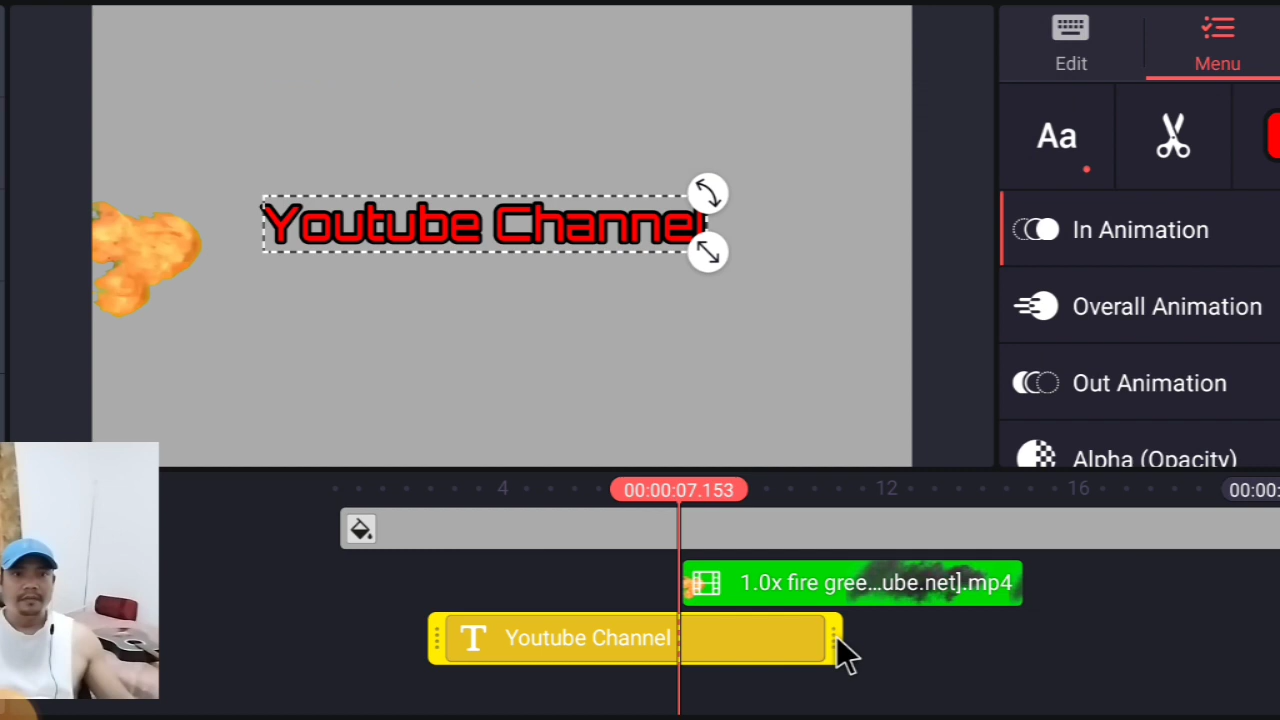 Edit
Menu
Youtube Channel
Aa
In Animation
Overall Animation
Out Animation
Alpha (Opacity)
4
00:00:07.153
12
16
00:00:
1.0x fire gree...ube.net].mp4
T Youtube Channel